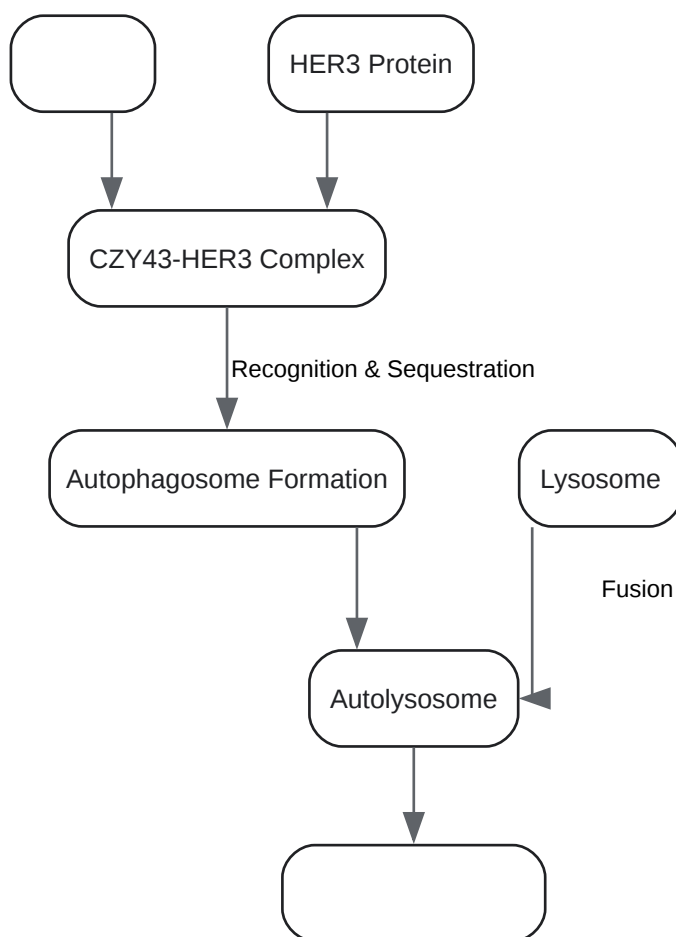 HER3 Protein
CZY43-HER3 Complex
Recognition & Sequestration
Autophagosome Formation
Lysosome
Fusion
Autolysosome